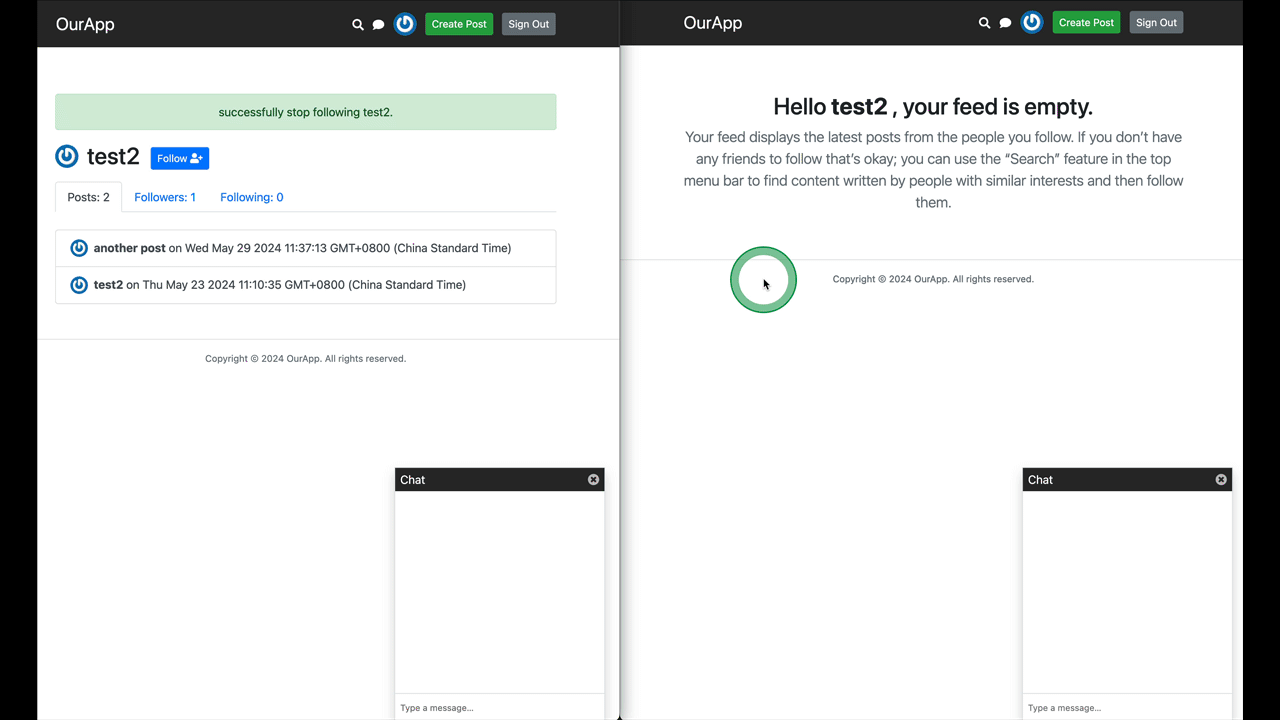 OurApp
Create Post
Sign Out
successfully stop following test2.
test2
Follow
Posts: 2
Followers: 1
Following: 0
another post on Wed May 29 2024 11:37:13 GMT+0800 (China Standard Time)
test2 on Thu May 23 2024 11:10:35 GMT+0800 (China Standard Time)
Copyright © 2024 OurApp. All rights reserved.
Chat
Type a message...
OurApp
Create Post
Sign Out
Hello test2 , your feed is empty.
Your feed displays the latest posts from the people you follow. If you don’t have
any friends to follow that’s okay; you can use the “Search” feature in the top
menu bar to find content written by people with similar interests and then follow
them.
Copyright © 2024 OurApp. All rights reserved.
Chat
Type a message...